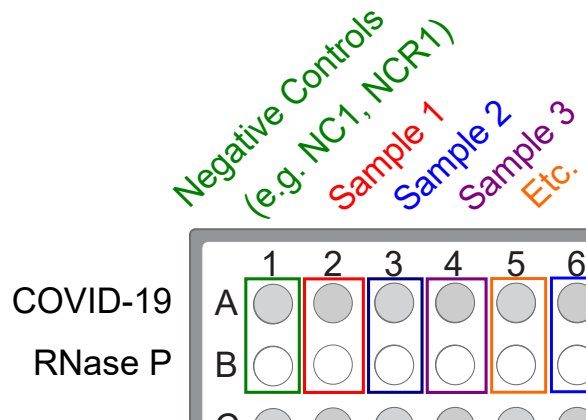 Negative Controls
(e.g. NC1, NCR1)
Sample 1
Sample 2
Sample 3
Etc.
1 2 3 4 5 6
COVID-19 A
RNase P B
C